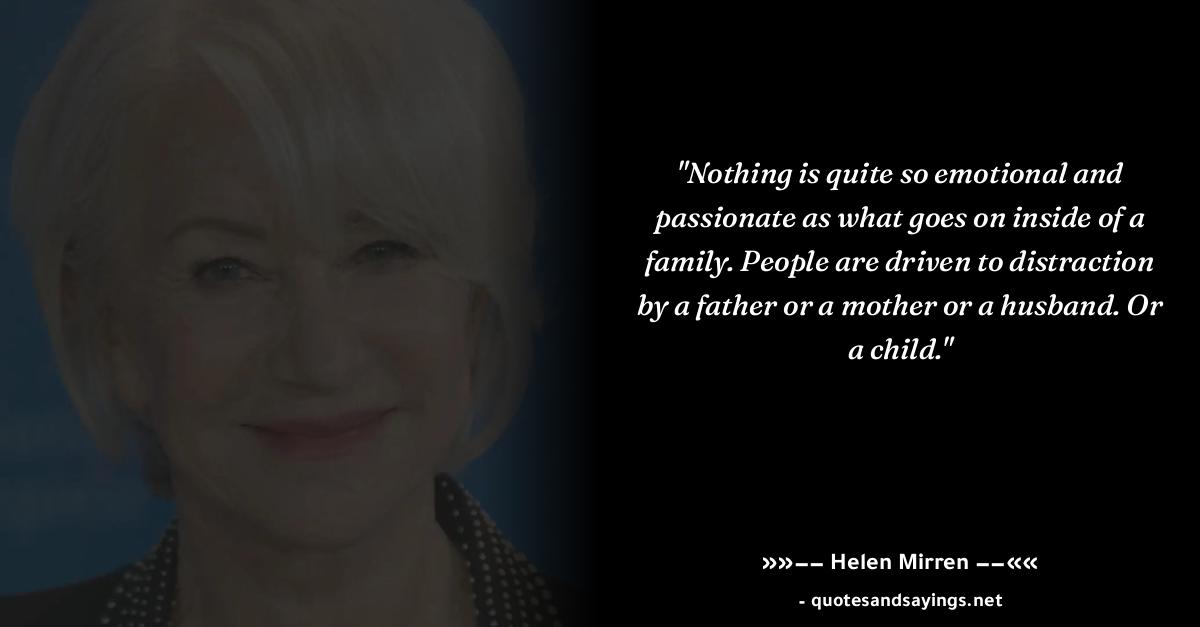 "Nothing is quite so emotional and
passionate as what goes on inside of a
family. People are driven to distraction
by a father or a mother or a husband. Or
a child."
»»−− Helen Mirren −−««
- quotesandsayings.net